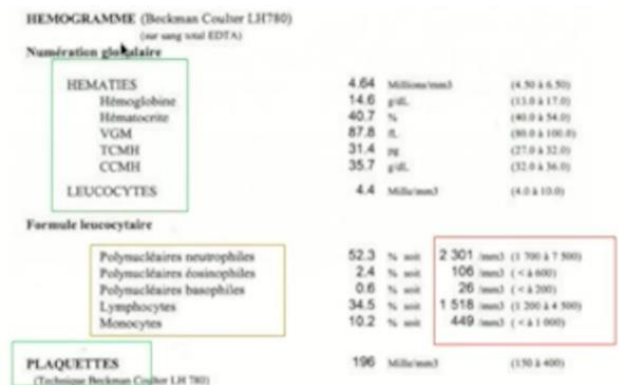 HEMOGRAMME (Beckman Coulter LH780)
(sur sang total EDTA)
Numération globulaire
HEMATIES 4.64 Millions/mm3 (4.50 à 6.50)
Hémoglobine 14.6 g/dL (13.0 à 17.0)
Hématocrite 40.7 % (40.0 à 54.0)
VGM 87.8 fL (80.0 à 100.0)
TCMH 31.4 pg (27.0 à 32.0)
CCMH 35.7 g/dL (32.0 à 36.0)
LEUCOCYTES 4.4 Mille/mm3 (4.0 à 10.0)
Formule leucocytaire
Polynucléaires neutrophiles 52.3 % soit 2 301 /mm3 (1 700 à 7 500)
Polynucléaires éosinophiles 2.4 % soit 106 /mm3 ( < à 600)
Polynucléaires basophiles 0.6 % soit 26 /mm3 ( < à 200)
Lymphocytes 34.5 % soit 1 518 /mm3 (1 200 à 4 500)
Monocytes 10.2 % soit 449 /mm3 ( < à 1 000)
PLAQUETTES 196 Mille/mm3 (150 à 400)
(Technique Beckman Coulter LH 780)